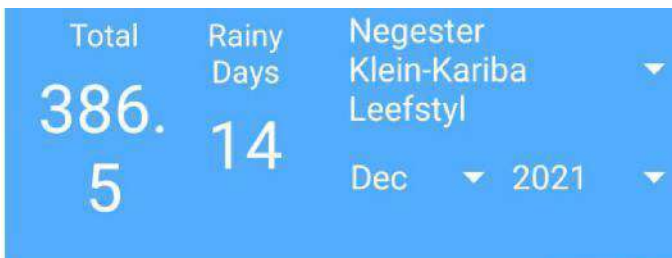 Total
386.
5
Rainy
Days
14
Negester
Klein-Kariba
Leefstyl
Dec 2021